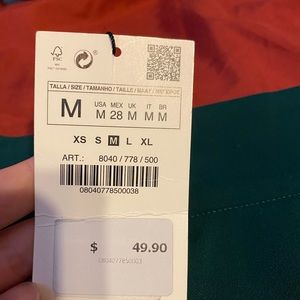 FSC
TALLA / SIZE / TAMANHO / TAILLE / MAAT /
M
USA MEX UK IT BR
M 28 M M M
XS S M L XL
ART.: 8040 / 778 / 500
08040778500038
$ 49.90